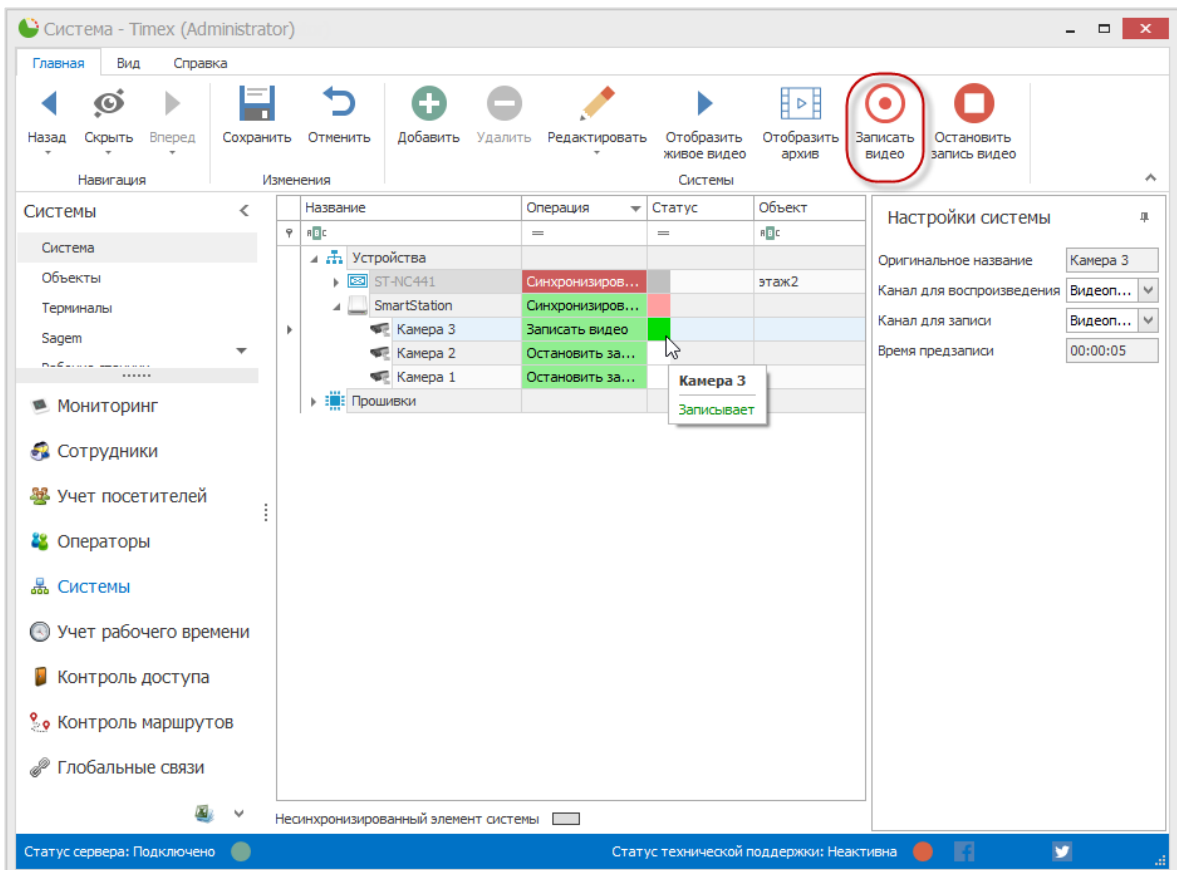 Система - Timex (Administrator)
Главная Вид Справка
Назад Скрыть Вперед Сохранить Отменить Добавить Удалить Редактировать Отобразить живое видео Отобразить архив Записать видео Остановить запись видео
Навигация Изменения Системы
Системы
Система
Объекты
Терминалы
Sagem
Мониторинг
Сотрудники
Учет посетителей
Операторы
Системы
Учет рабочего времени
Контроль доступа
Контроль маршрутов
Глобальные связи
Название Операция Статус Объект
= =
Устройства
ST-NC441 Синхронизиров... этаж2
SmartStation Синхронизиров...
Камера 3 Записать видео
Камера 2 Остановить за...
Камера 1 Остановить за...
Прошивки
Камера 3
Записывает
Несинхронизированный элемент системы
Настройки системы
Оригинальное название Камера 3
Канал для воспроизведения Видеоп...
Канал для записи Видеоп...
Время предзаписи 00:00:05
Статус сервера: Подключено Статус технической поддержки: Неактивна